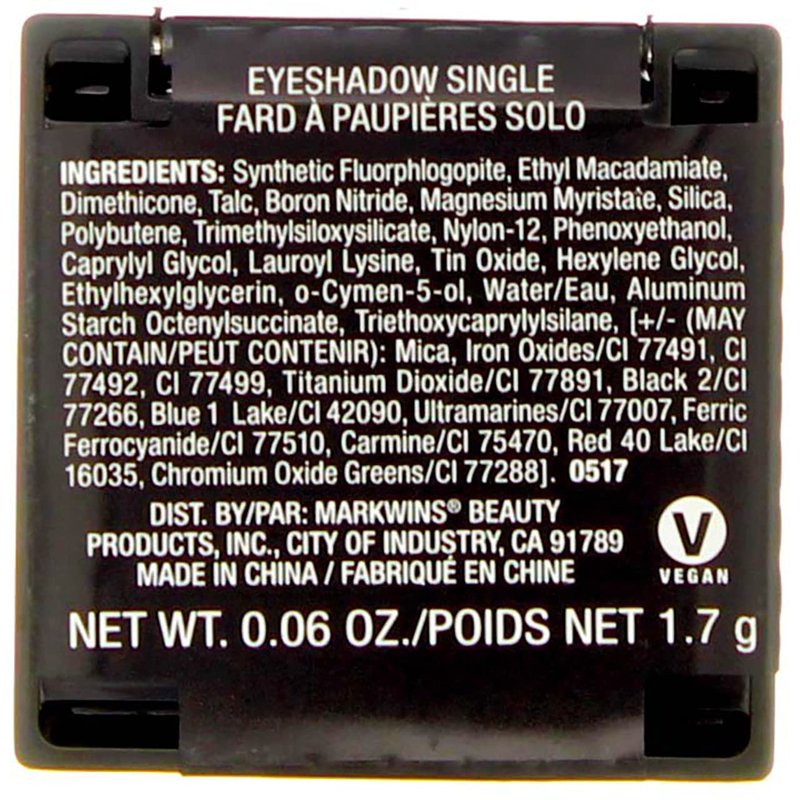 EYESHADOW SINGLE
FARD À PAUPIÈRES SOLO
INGREDIENTS: Synthetic Fluorphlogopite, Ethyl Macadamiate,
Dimethicone, Talc, Boron Nitride, Magnesium Myristate, Silica,
Polybutene, Trimethylsiloxysilicate, Nylon-12, Phenoxyethanol,
Caprylyl Glycol, Lauroyl Lysine, Tin Oxide, Hexylene Glycol,
Ethylhexylglycerin, o-Cymen-5-ol, Water/Eau, Aluminum
Starch Octenylsuccinate, Triethoxycaprylylsilane, [+/- (MAY
CONTAIN/PEUT CONTENIR): Mica, Iron Oxides/CI 77491, CI
77492, CI 77499, Titanium Dioxide/CI 77891, Black 2/CI
77266, Blue 1 Lake/CI 42090, Ultramarines/CI 77007, Ferric
Ferrocyanide/CI 77510, Carmine/CI 75470, Red 40 Lake/CI
16035, Chromium Oxide Greens/CI 77288]. 0517
DIST. BY/PAR: MARKWINS® BEAUTY
PRODUCTS, INC., CITY OF INDUSTRY, CA 91789
MADE IN CHINA / FABRIQUÉ EN CHINE
V
VEGAN
NET WT. 0.06 OZ./POIDS NET 1.7 g